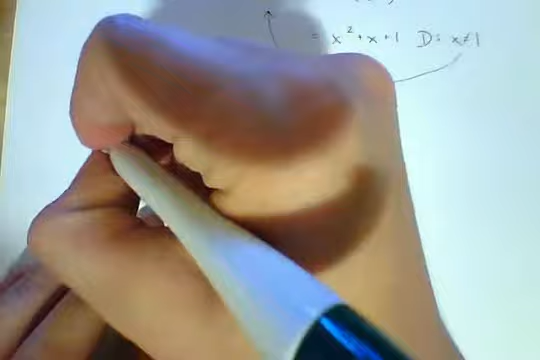 = x² + x + 1 D: x≠1